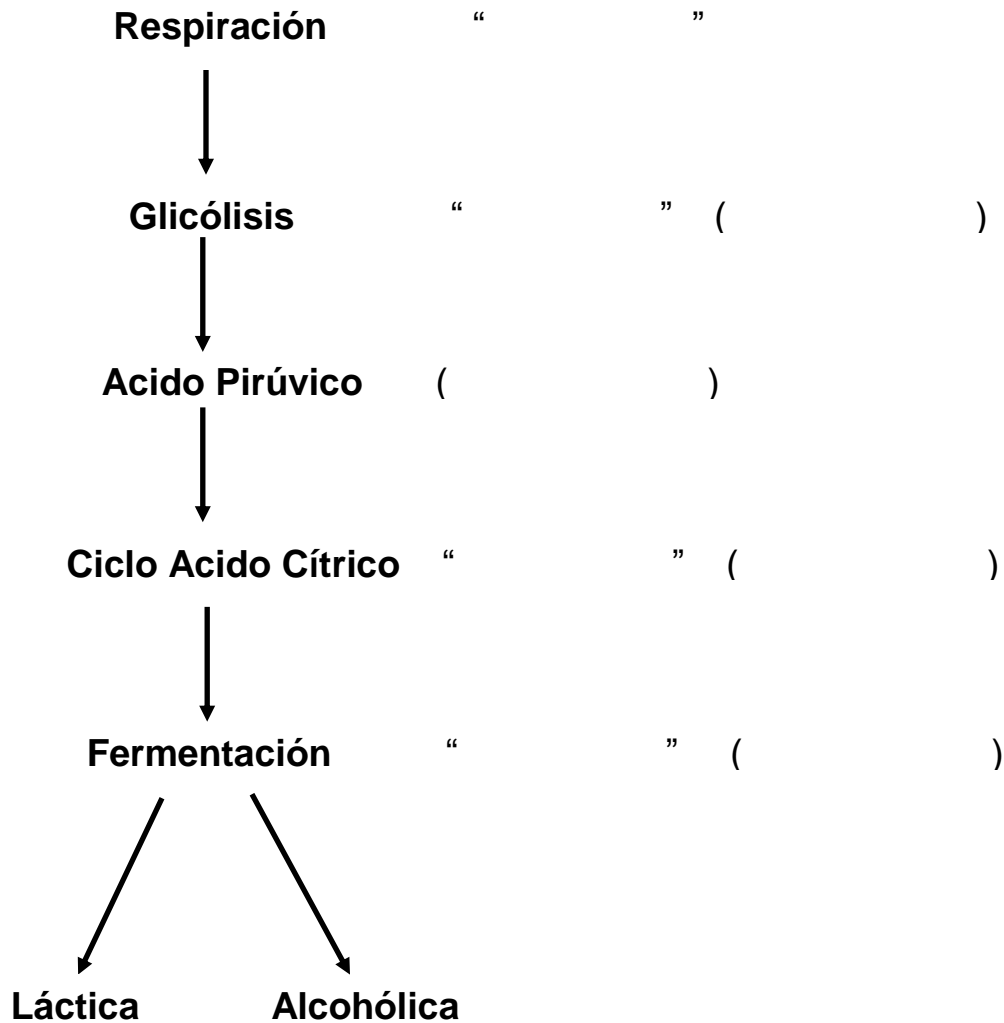 Respiración “ ”
Glicólisis “ ” ( )
Acido Pirúvico ( )
Ciclo Acido Cítrico “ ” ( )
Fermentación “ ” ( )
Láctica Alcohólica